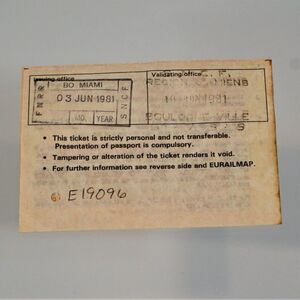 Issuing office
Validating office
BO MIAMI
FNRR
03 JUN 1981
S.N.C.F.
MO. YEAR
1981
BOULOGNE VILLE
• This ticket is strictly personal and not transferable.
Presentation of passport is compulsory.
• Tampering or alteration of the ticket renders it void.
• For further information see reverse side and EURAILMAP.
E19096